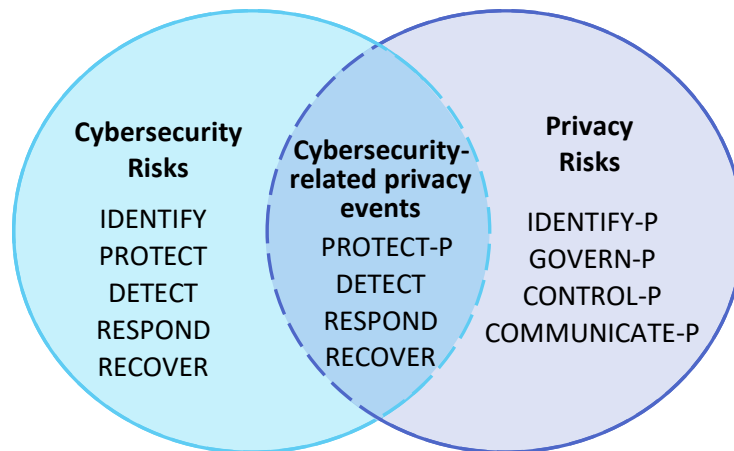 Cybersecurity
Risks
IDENTIFY
PROTECT
DETECT
RESPOND
RECOVER
Cybersecurity-
related privacy
events
PROTECT-P
DETECT
RESPOND
RECOVER
Privacy
Risks
IDENTIFY-P
GOVERN-P
CONTROL-P
COMMUNICATE-P